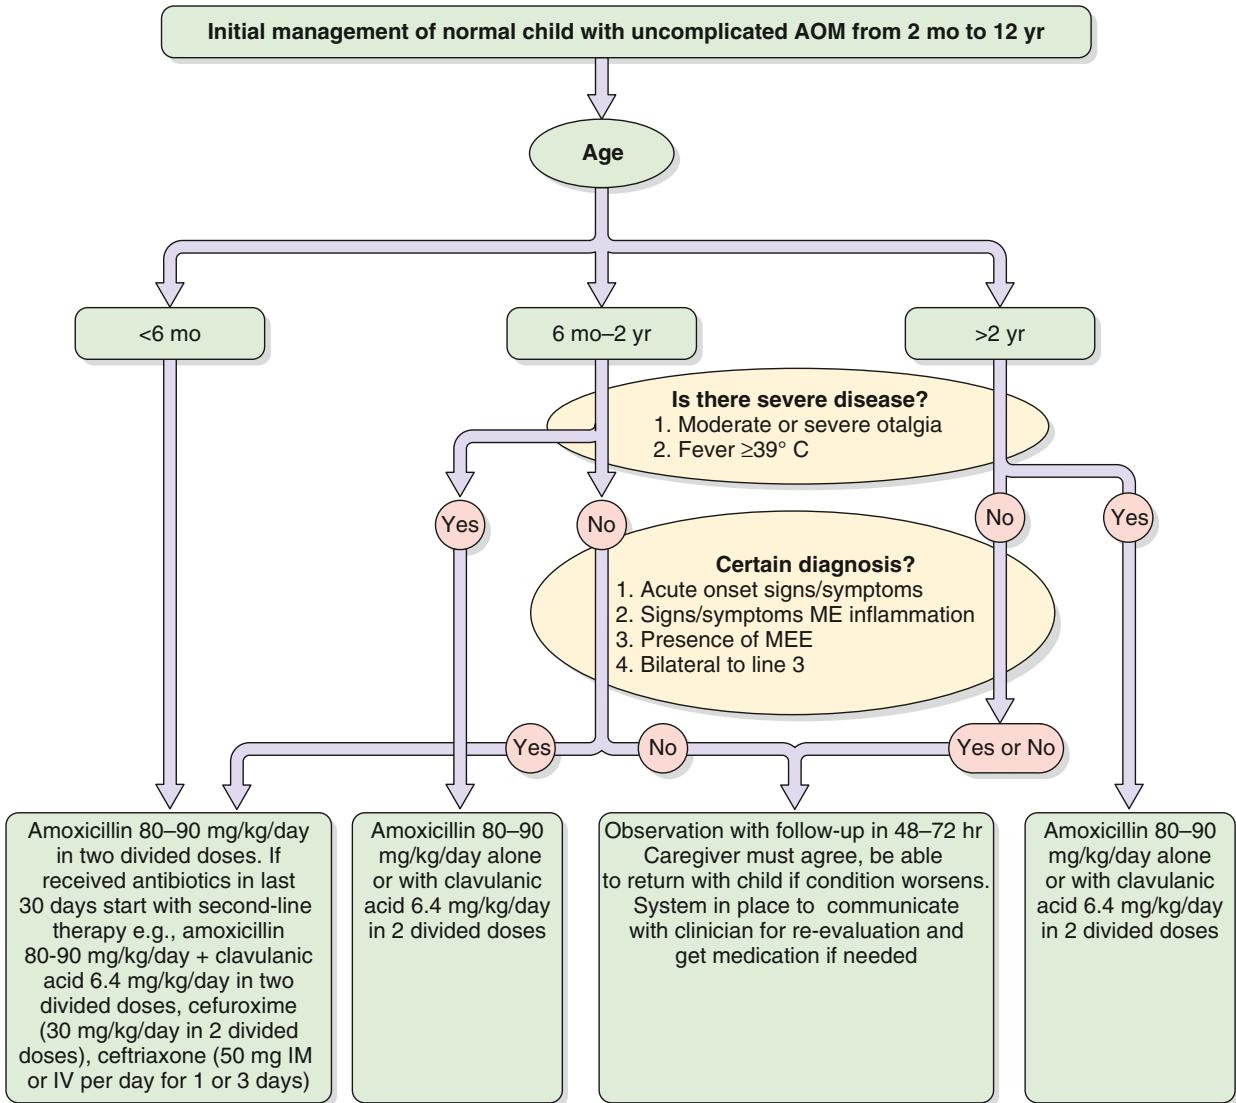 Initial management of normal child with uncomplicated AOM from 2 mo to 12 yr
Age
<6 mo
6 mo–2 yr
>2 yr
Is there severe disease?
1. Moderate or severe otalgia
2. Fever ≥39° C
Yes
No
No
Yes
Certain diagnosis?
1. Acute onset signs/symptoms
2. Signs/symptoms ME inflammation
3. Presence of MEE
4. Bilateral to line 3
Yes
No
Yes or No
Amoxicillin 80–90 mg/kg/day
in two divided doses. If
received antibiotics in last
30 days start with second-line
therapy e.g., amoxicillin
80-90 mg/kg/day + clavulanic
acid 6.4 mg/kg/day in two
divided doses, cefuroxime
(30 mg/kg/day in 2 divided
doses), ceftriaxone (50 mg IM
or IV per day for 1 or 3 days)
Amoxicillin 80–90
mg/kg/day alone
or with clavulanic
acid 6.4 mg/kg/day
in 2 divided doses
Observation with follow-up in 48–72 hr
Caregiver must agree, be able
to return with child if condition worsens.
System in place to communicate
with clinician for re-evaluation and
get medication if needed
Amoxicillin 80–90
mg/kg/day alone
or with clavulanic
acid 6.4 mg/kg/day
in 2 divided doses